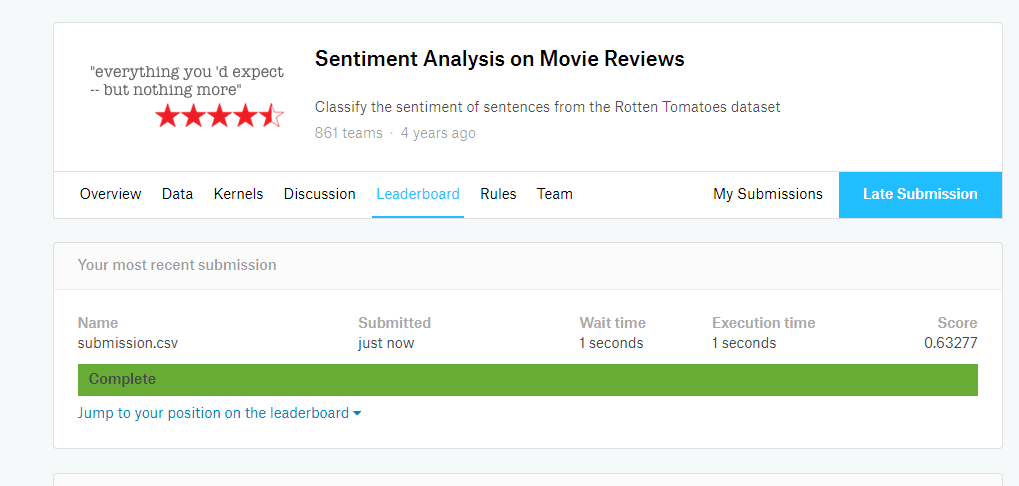 "everything you 'd expect
-- but nothing more"
Sentiment Analysis on Movie Reviews
Classify the sentiment of sentences from the Rotten Tomatoes dataset
861 teams · 4 years ago
Overview Data Kernels Discussion Leaderboard Rules Team My Submissions Late Submission
Your most recent submission
Name Submitted Wait time Execution time Score
submission.csv just now 1 seconds 1 seconds 0.63277
Complete
Jump to your position on the leaderboard